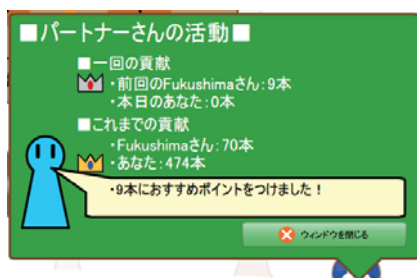 ■パートナーさんの活動■
■一回の貢献
・前回のFukushimaさん:9本
・本日のあなた:0本
■これまでの貢献
・Fukushimaさん:70本
・あなた:474本
・9本におすすめポイントをつけました!
ウィンドウを閉じる